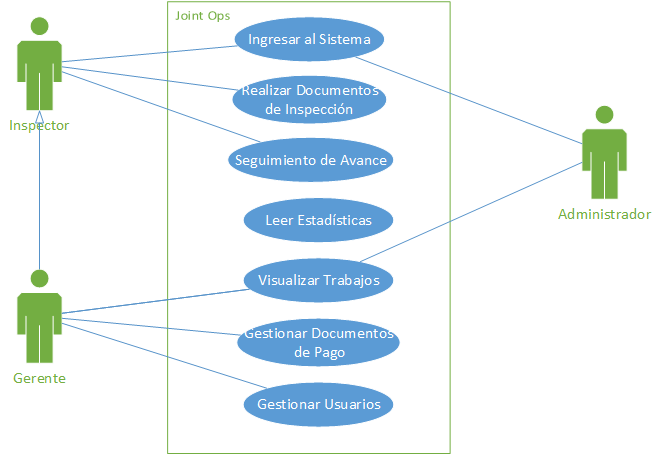 Joint Ops
Ingresar al Sistema
Realizar Documentos
de Inspección
Inspector
Seguimiento de Avance
Leer Estadísticas
Administrador
Visualizar Trabajos
Gestionar Documentos
de Pago
Gerente
Gestionar Usuarios